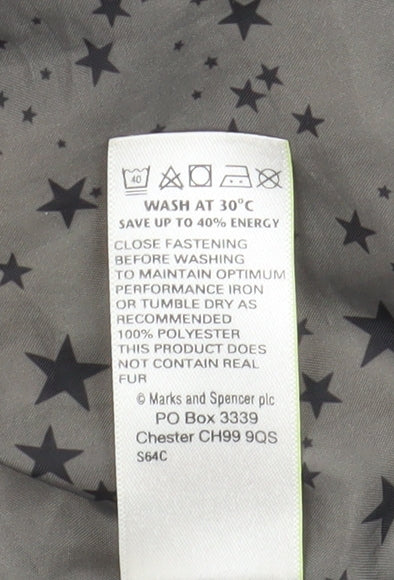 40
WASH AT 30°C
SAVE UP TO 40% ENERGY
CLOSE FASTENING
BEFORE WASHING
TO MAINTAIN OPTIMUM
PERFORMANCE IRON
OR TUMBLE DRY AS
RECOMMENDED
100% POLYESTER
THIS PRODUCT DOES
NOT CONTAIN REAL
FUR
© Marks and Spencer plc
PO Box 3339
Chester CH99 9QS
S64C